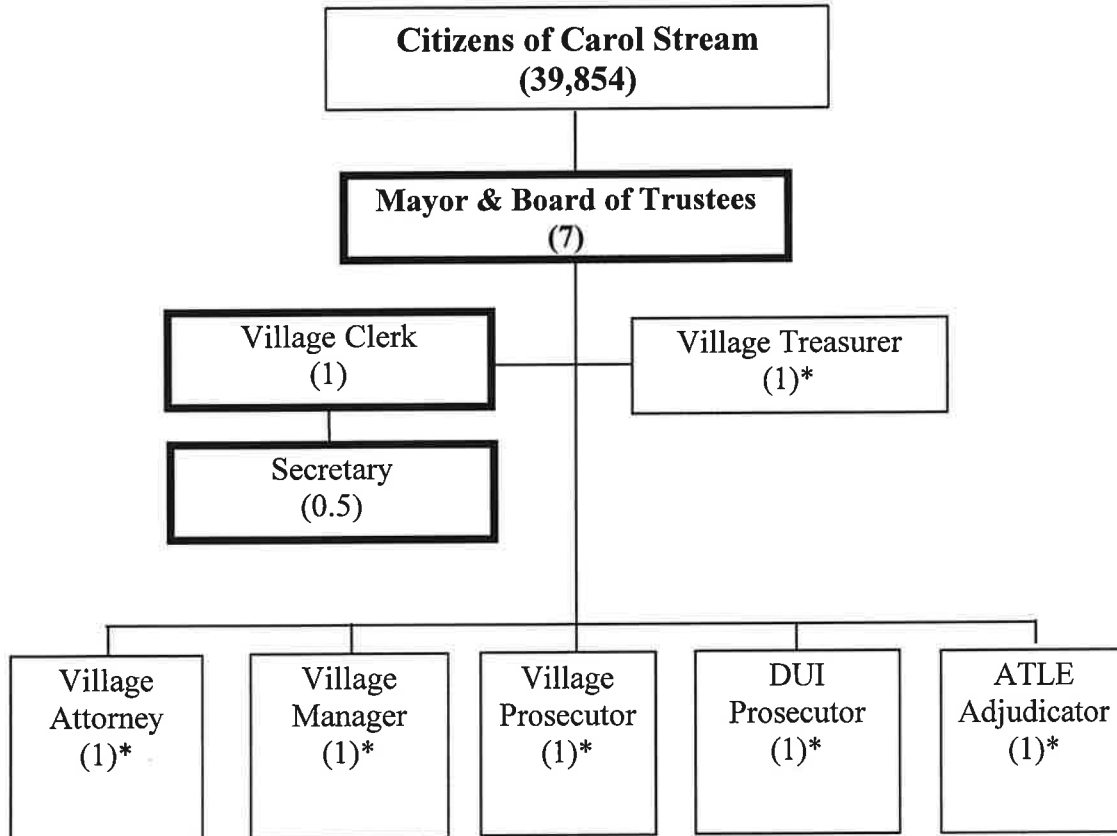 Citizens of Carol Stream
(39,854)
Mayor & Board of Trustees
(7)
Village Clerk
(1)
Village Treasurer
(1)*
Secretary
(0.5)
Village
Attorney
(1)*
Village
Manager
(1)*
Village
Prosecutor
(1)*
DUI
Prosecutor
(1)*
ATLE
Adjudicator
(1)*